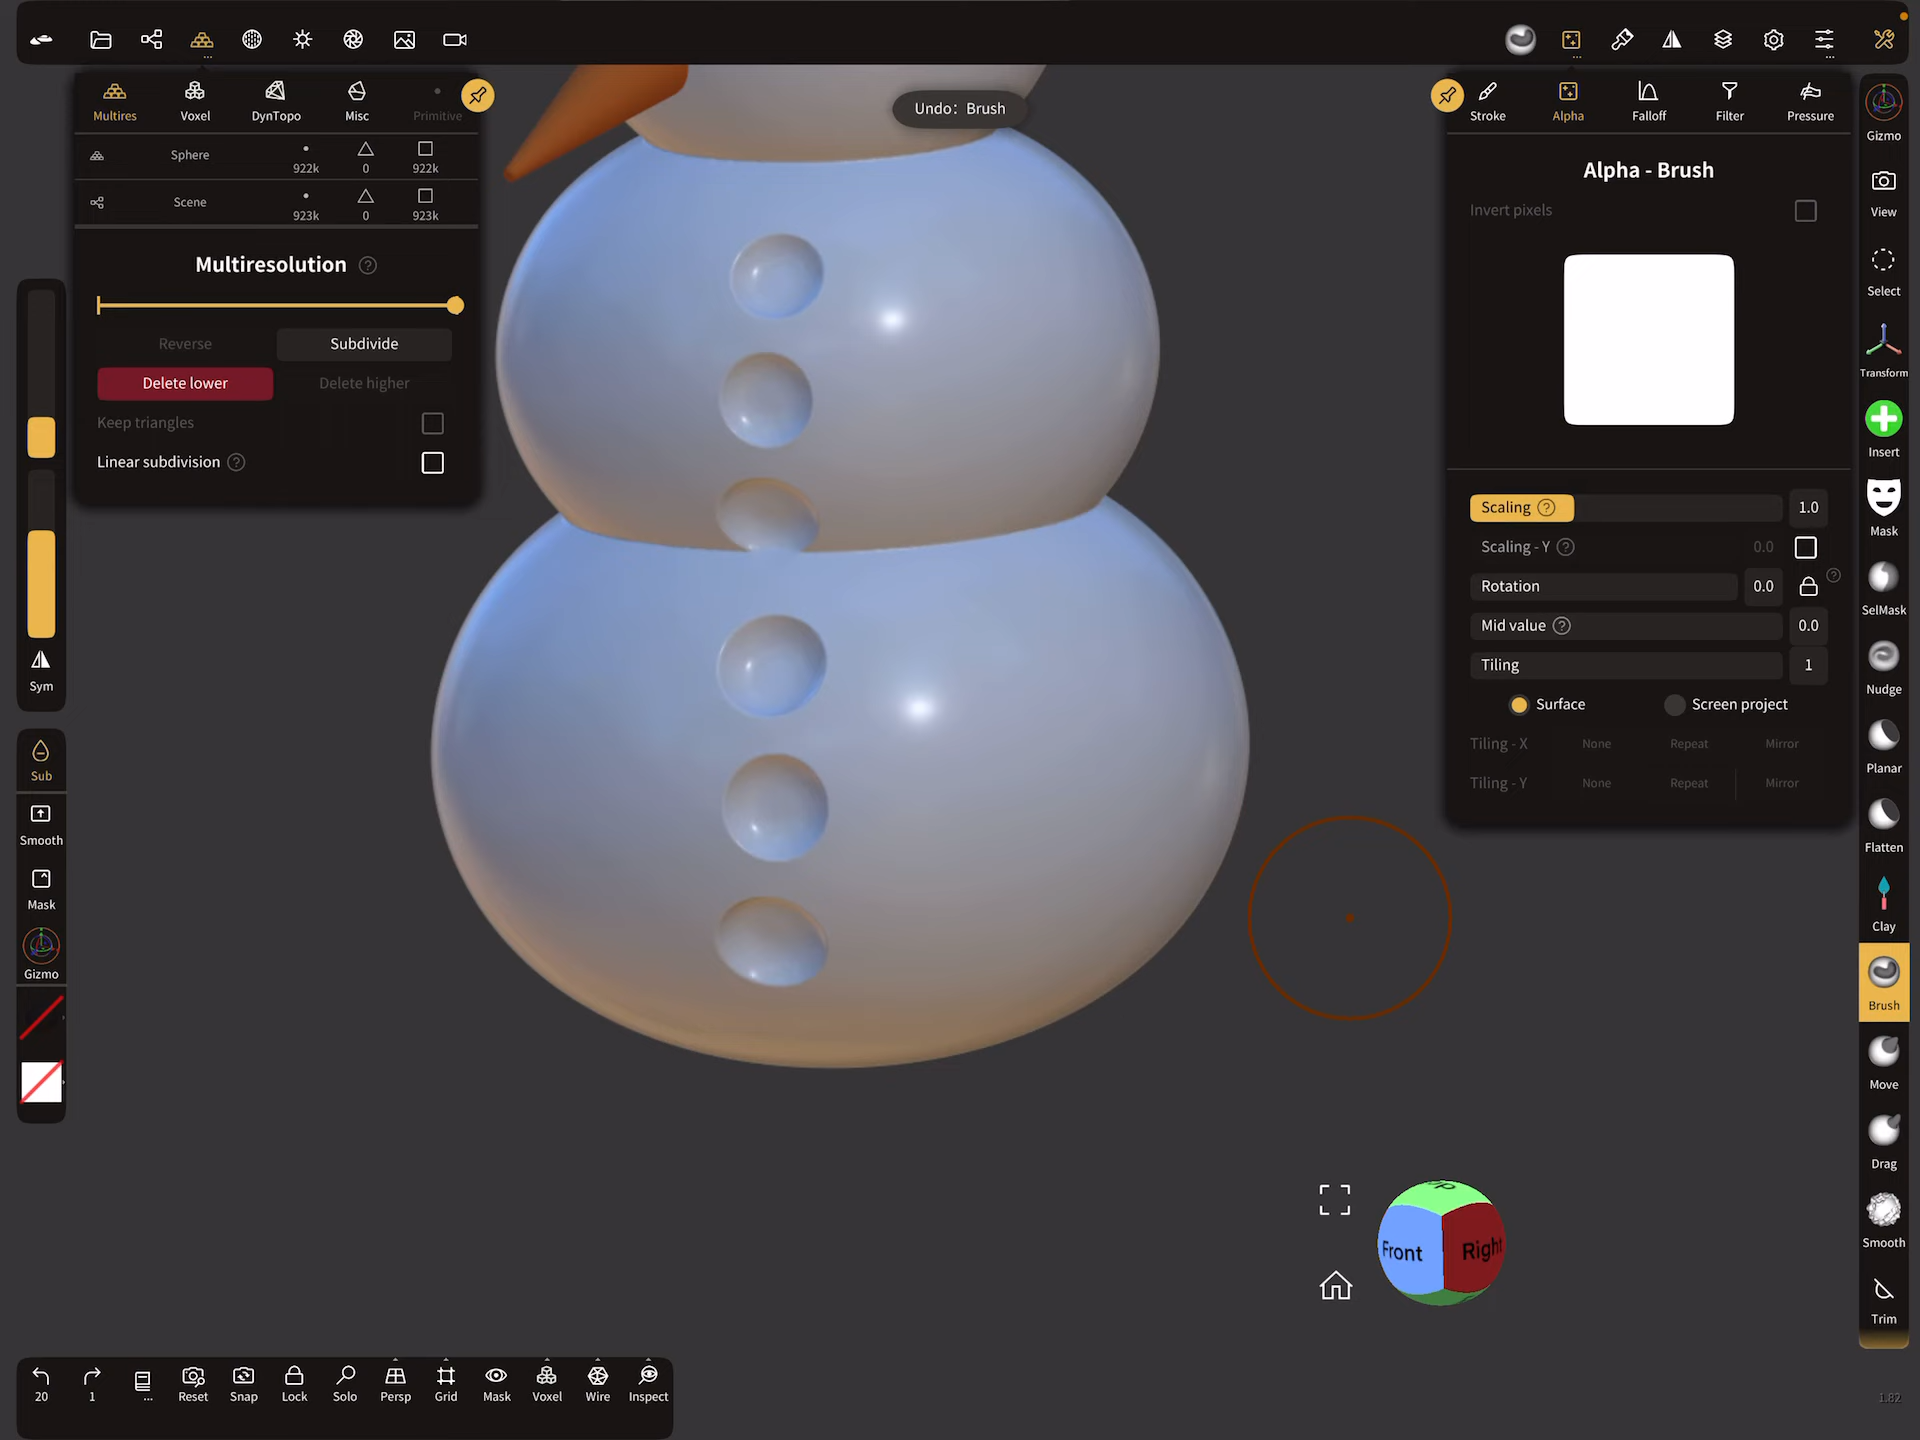 Undo: Brush
Multires
Voxel
DynTopo
Misc
Primitive
Sphere
922k
0
922k
Scene
923k
0
923k
Multiresolution ?
Reverse
Subdivide
Delete lower
Delete higher
Keep triangles
Linear subdivision ?
Sym
Sub
Smooth
Mask
Gizmo
Stroke
Alpha
Falloff
Filter
Pressure
Alpha - Brush
Invert pixels
Scaling ? 1.0
Scaling - Y ? 0.0
Rotation 0.0 ?
Mid value ? 0.0
Tiling 1
Surface
Screen project
Tiling - X None Repeat Mirror
Tiling - Y None Repeat Mirror
Gizmo
View
Select
Transform
Insert
Mask
SelMask
Nudge
Planar
Flatten
Clay
Brush
Move
Drag
Smooth
Trim
Front
Right
20
1
...
Reset
Snap
Lock
Solo
Persp
Grid
Mask
Voxel
Wire
Inspect
1.82